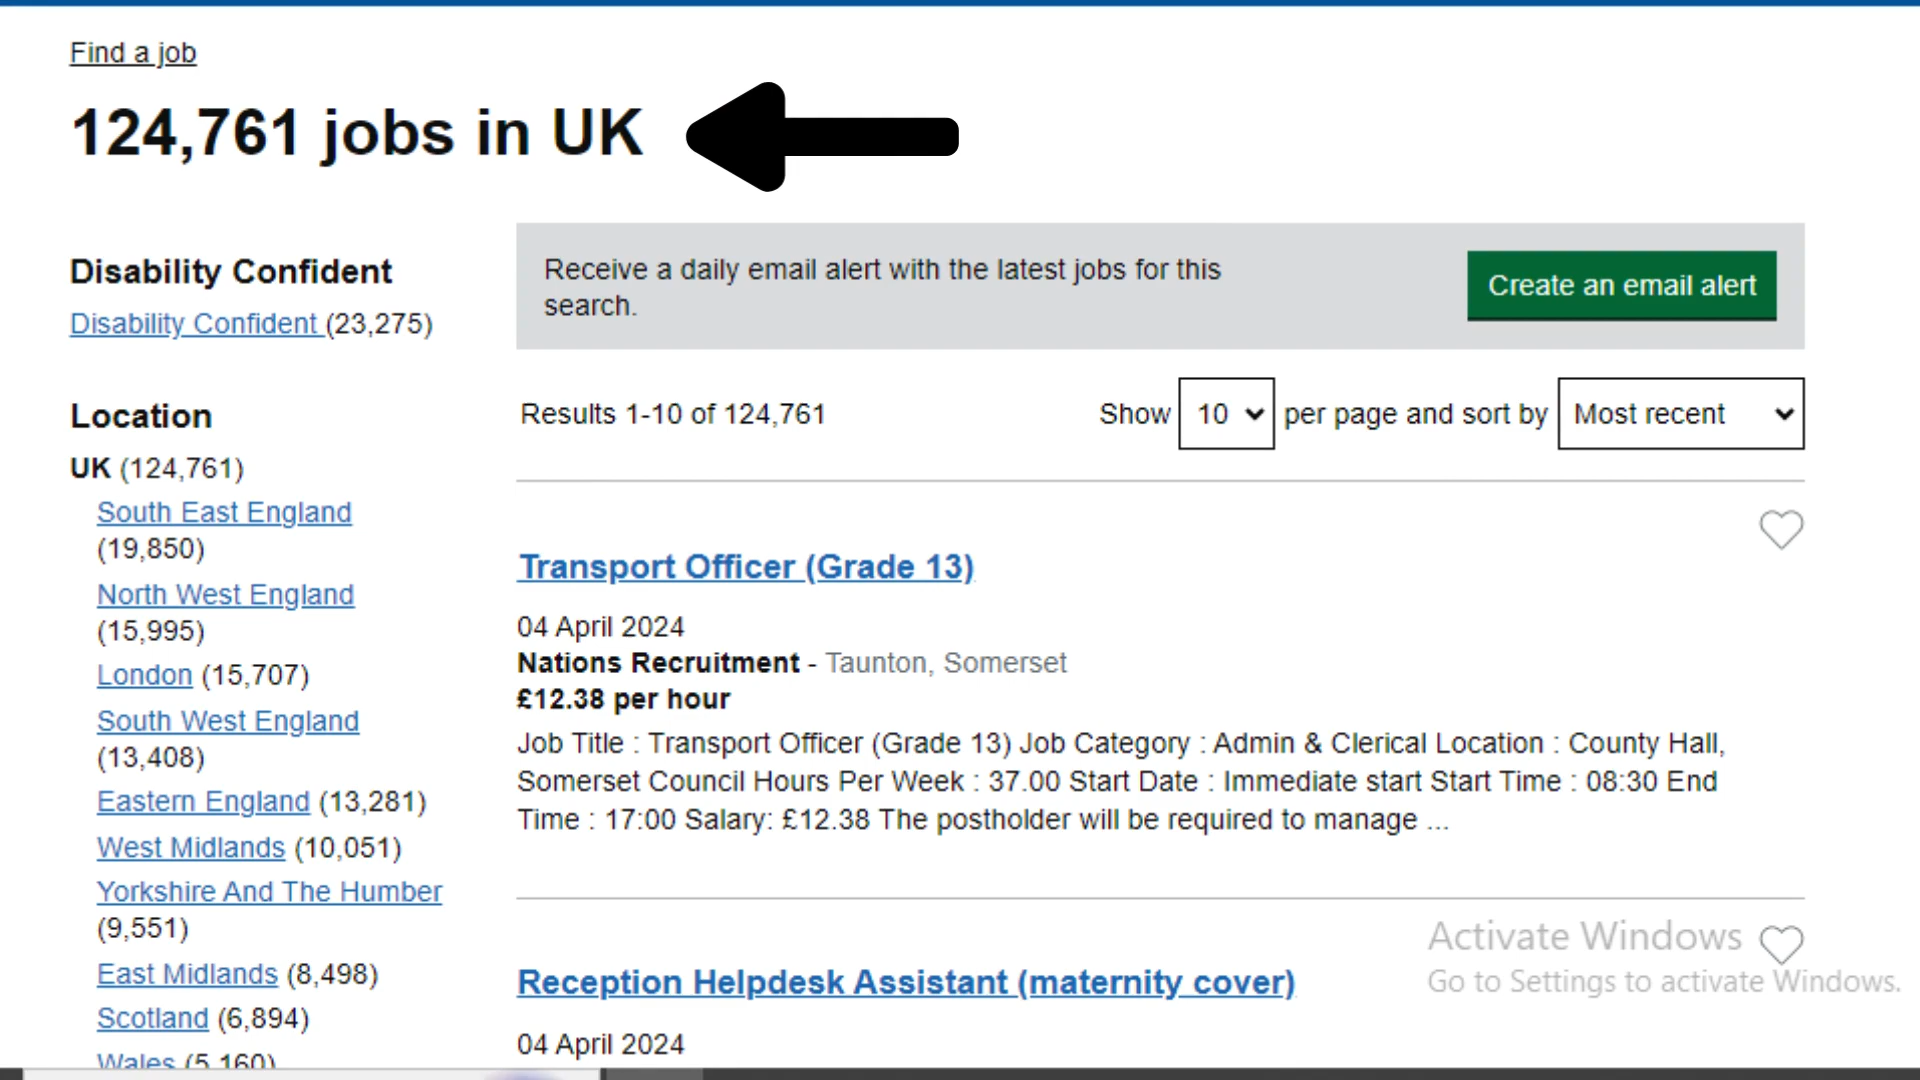 Find a job
124,761 jobs in UK
Disability Confident
Disability Confident (23,275)
Location
UK (124,761)
South East England
(19,850)
North West England
(15,995)
London (15,707)
South West England
(13,408)
Eastern England (13,281)
West Midlands (10,051)
Yorkshire And The Humber
(9,551)
East Midlands (8,498)
Scotland (6,894)
Wales (5,160)
Receive a daily email alert with the latest jobs for this
search.
Create an email alert
Results 1-10 of 124,761
Show 10 per page and sort by Most recent
Transport Officer (Grade 13)
04 April 2024
Nations Recruitment - Taunton, Somerset
£12.38 per hour
Job Title : Transport Officer (Grade 13) Job Category : Admin & Clerical Location : County Hall,
Somerset Council Hours Per Week : 37.00 Start Date : Immediate start Start Time : 08:30 End
Time : 17:00 Salary: £12.38 The postholder will be required to manage ...
Reception Helpdesk Assistant (maternity cover)
04 April 2024
Activate Windows
Go to Settings to activate Windows.